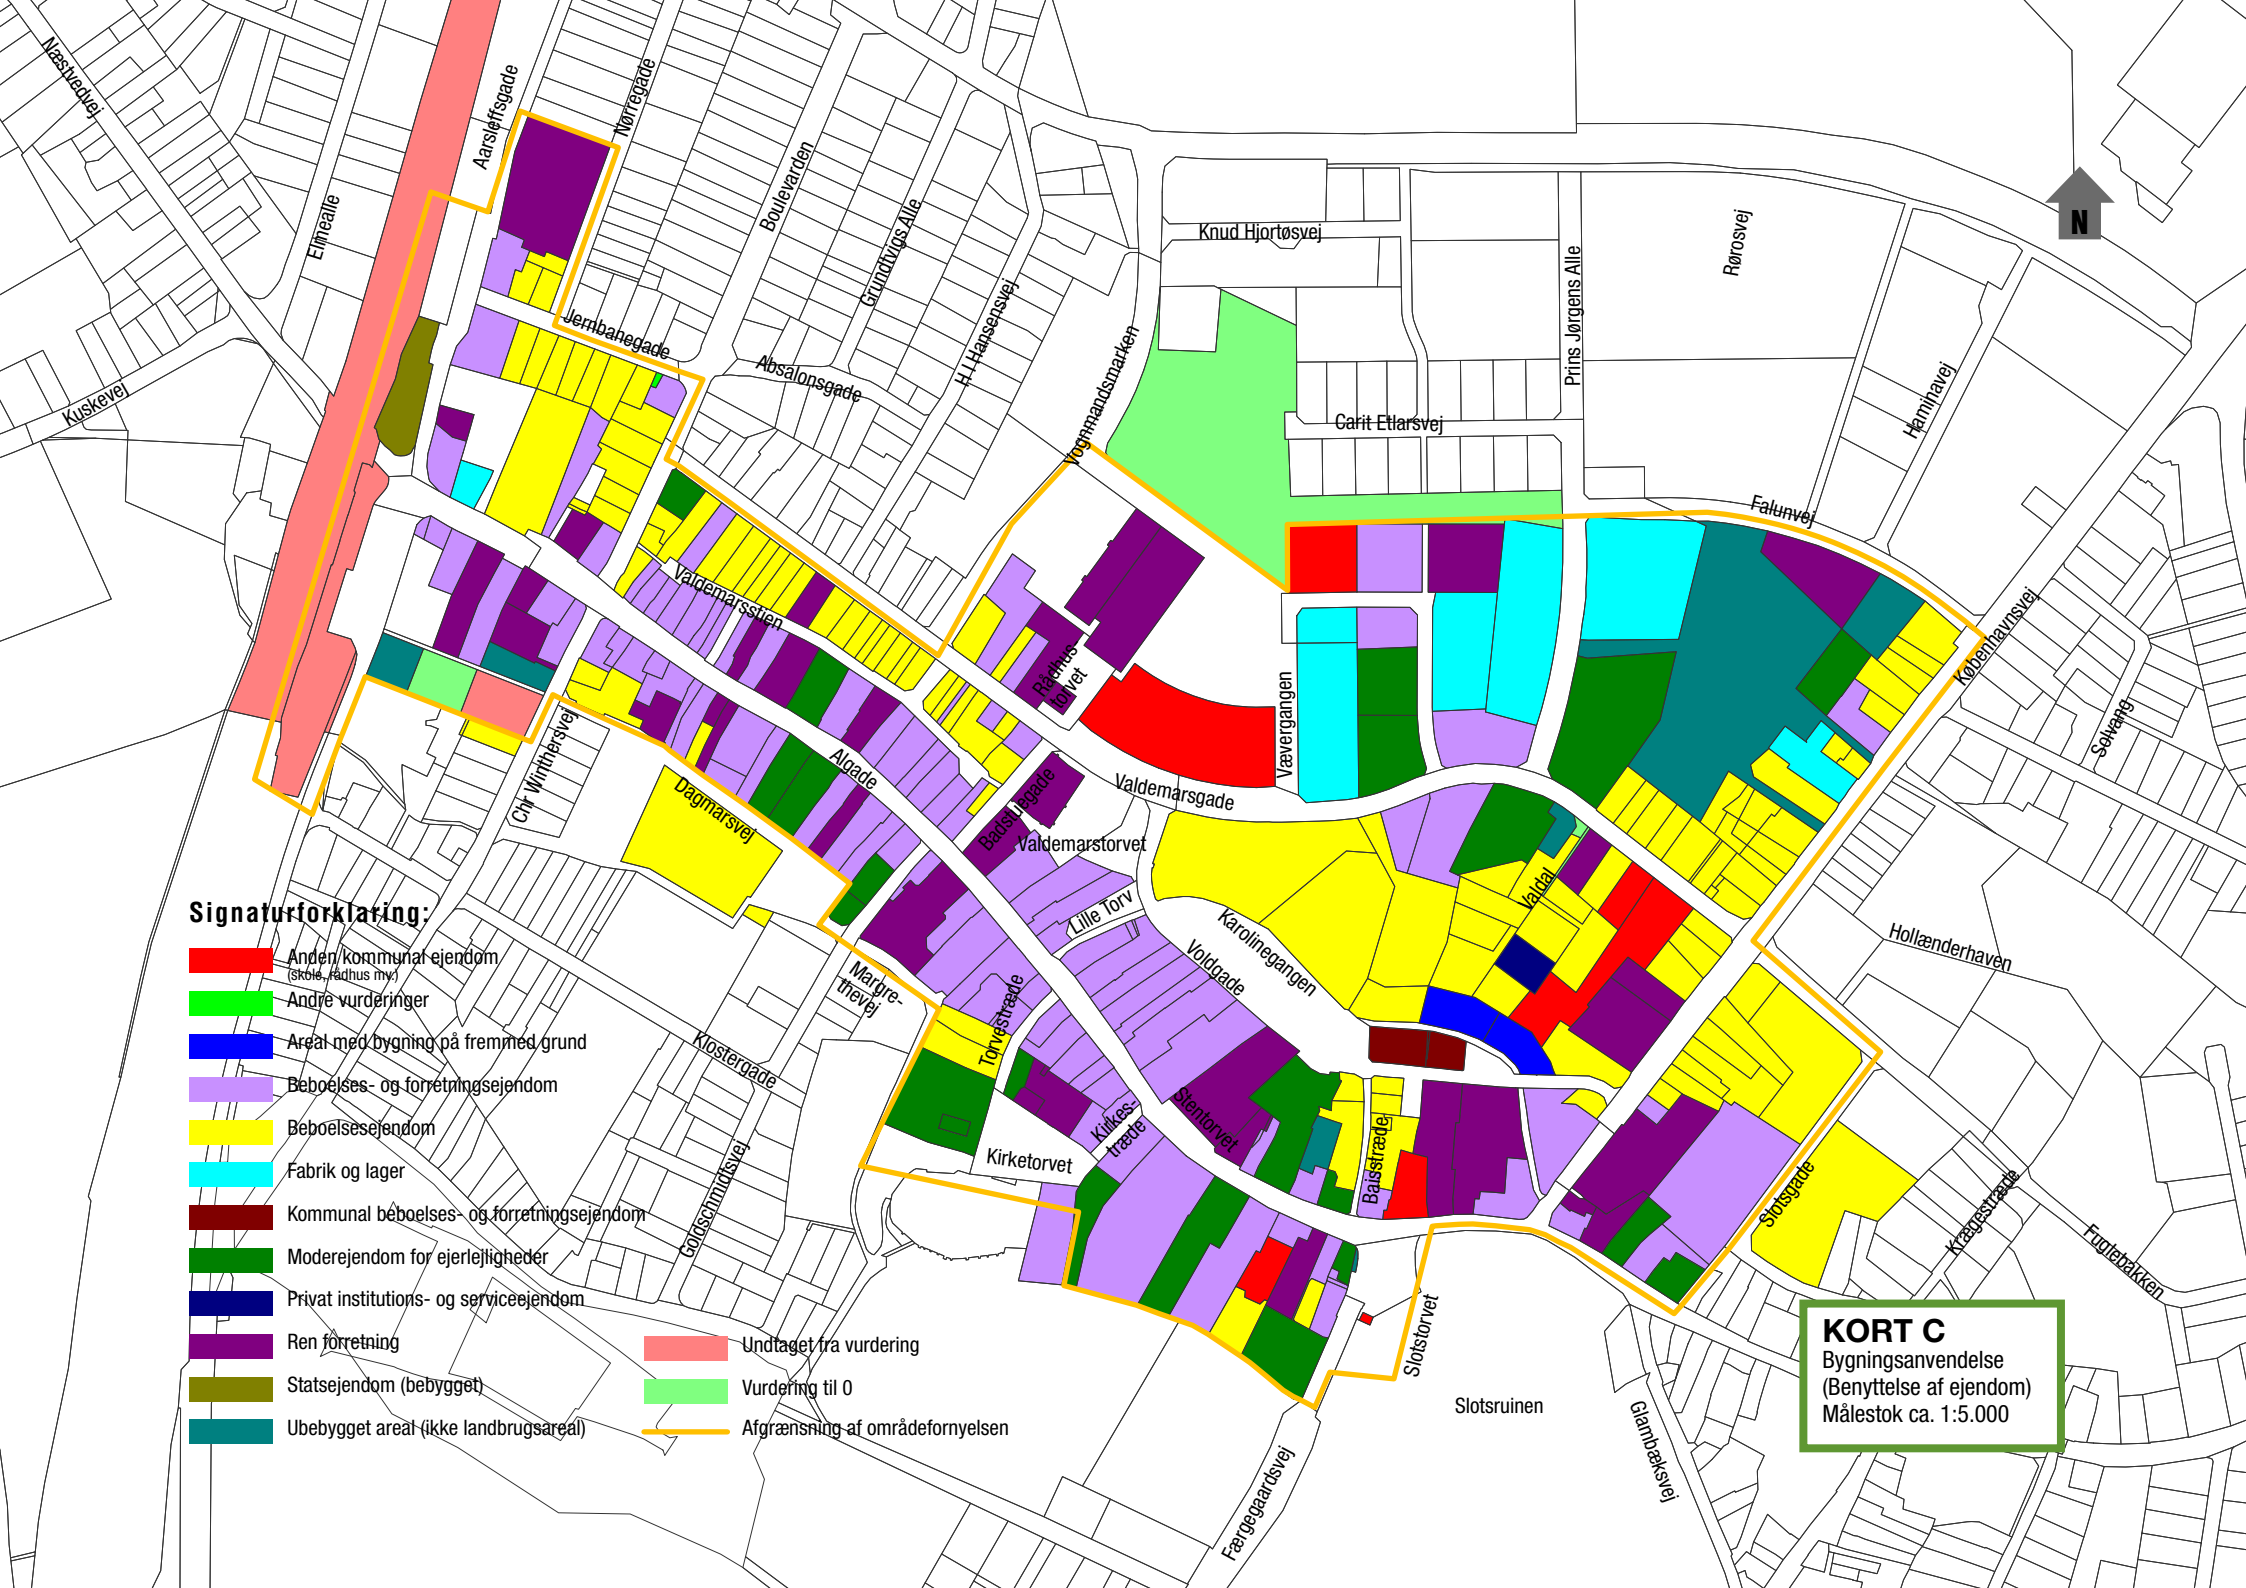 Næstvedvej
Aarsleffsgade
Nørregade
Elmealle
Boulevarden
Grundtvigs Alle
H I Hansensvej
Knud Hjortøsvej
Prins Jørgens Alle
Rørosvej
N
Jernbanegade
Absalonsgade
Vognmandsmarken
Kuskevej
Carit Etlarsvej
Haminavej
Falunvej
Københavnsvej
Valdemarsstien
Rådhus-
torvet
Vævergangen
Solvang
Chr Winthersvej
Dagmarsvej
Algade
Badstuegade
Valdemarsgade
Valdemarstorvet
Lille Torv
Karolinegangen
Voldgade
Valdal
Hollænderhaven
Margre-
thevej
Torvestræde
Klostergade
Goldschmidtsvej
Kirkes-
træde
Kirketorvet
Stentorvet
Baisstræde
Slotsgade
Krægestræde
Fuglebakken
Slotstorvet
Slotsruinen
Færgegaardsvej
Glambæksvej
Signaturforklaring:
Anden kommunal ejendom
(skole, rådhus mv.)
Andre vurderinger
Areal med bygning på fremmed grund
Beboelses- og forretningsejendom
Beboelsesejendom
Fabrik og lager
Kommunal beboelses- og forretningsejendom
Moderejendom for ejerlejligheder
Privat institutions- og serviceejendom
Ren forretning
Statsejendom (bebygget)
Ubebygget areal (ikke landbrugsareal)
Undtaget fra vurdering
Vurdering til 0
Afgrænsning af områdefornyelsen
KORT C
Bygningsanvendelse
(Benyttelse af ejendom)
Målestok ca. 1:5.000